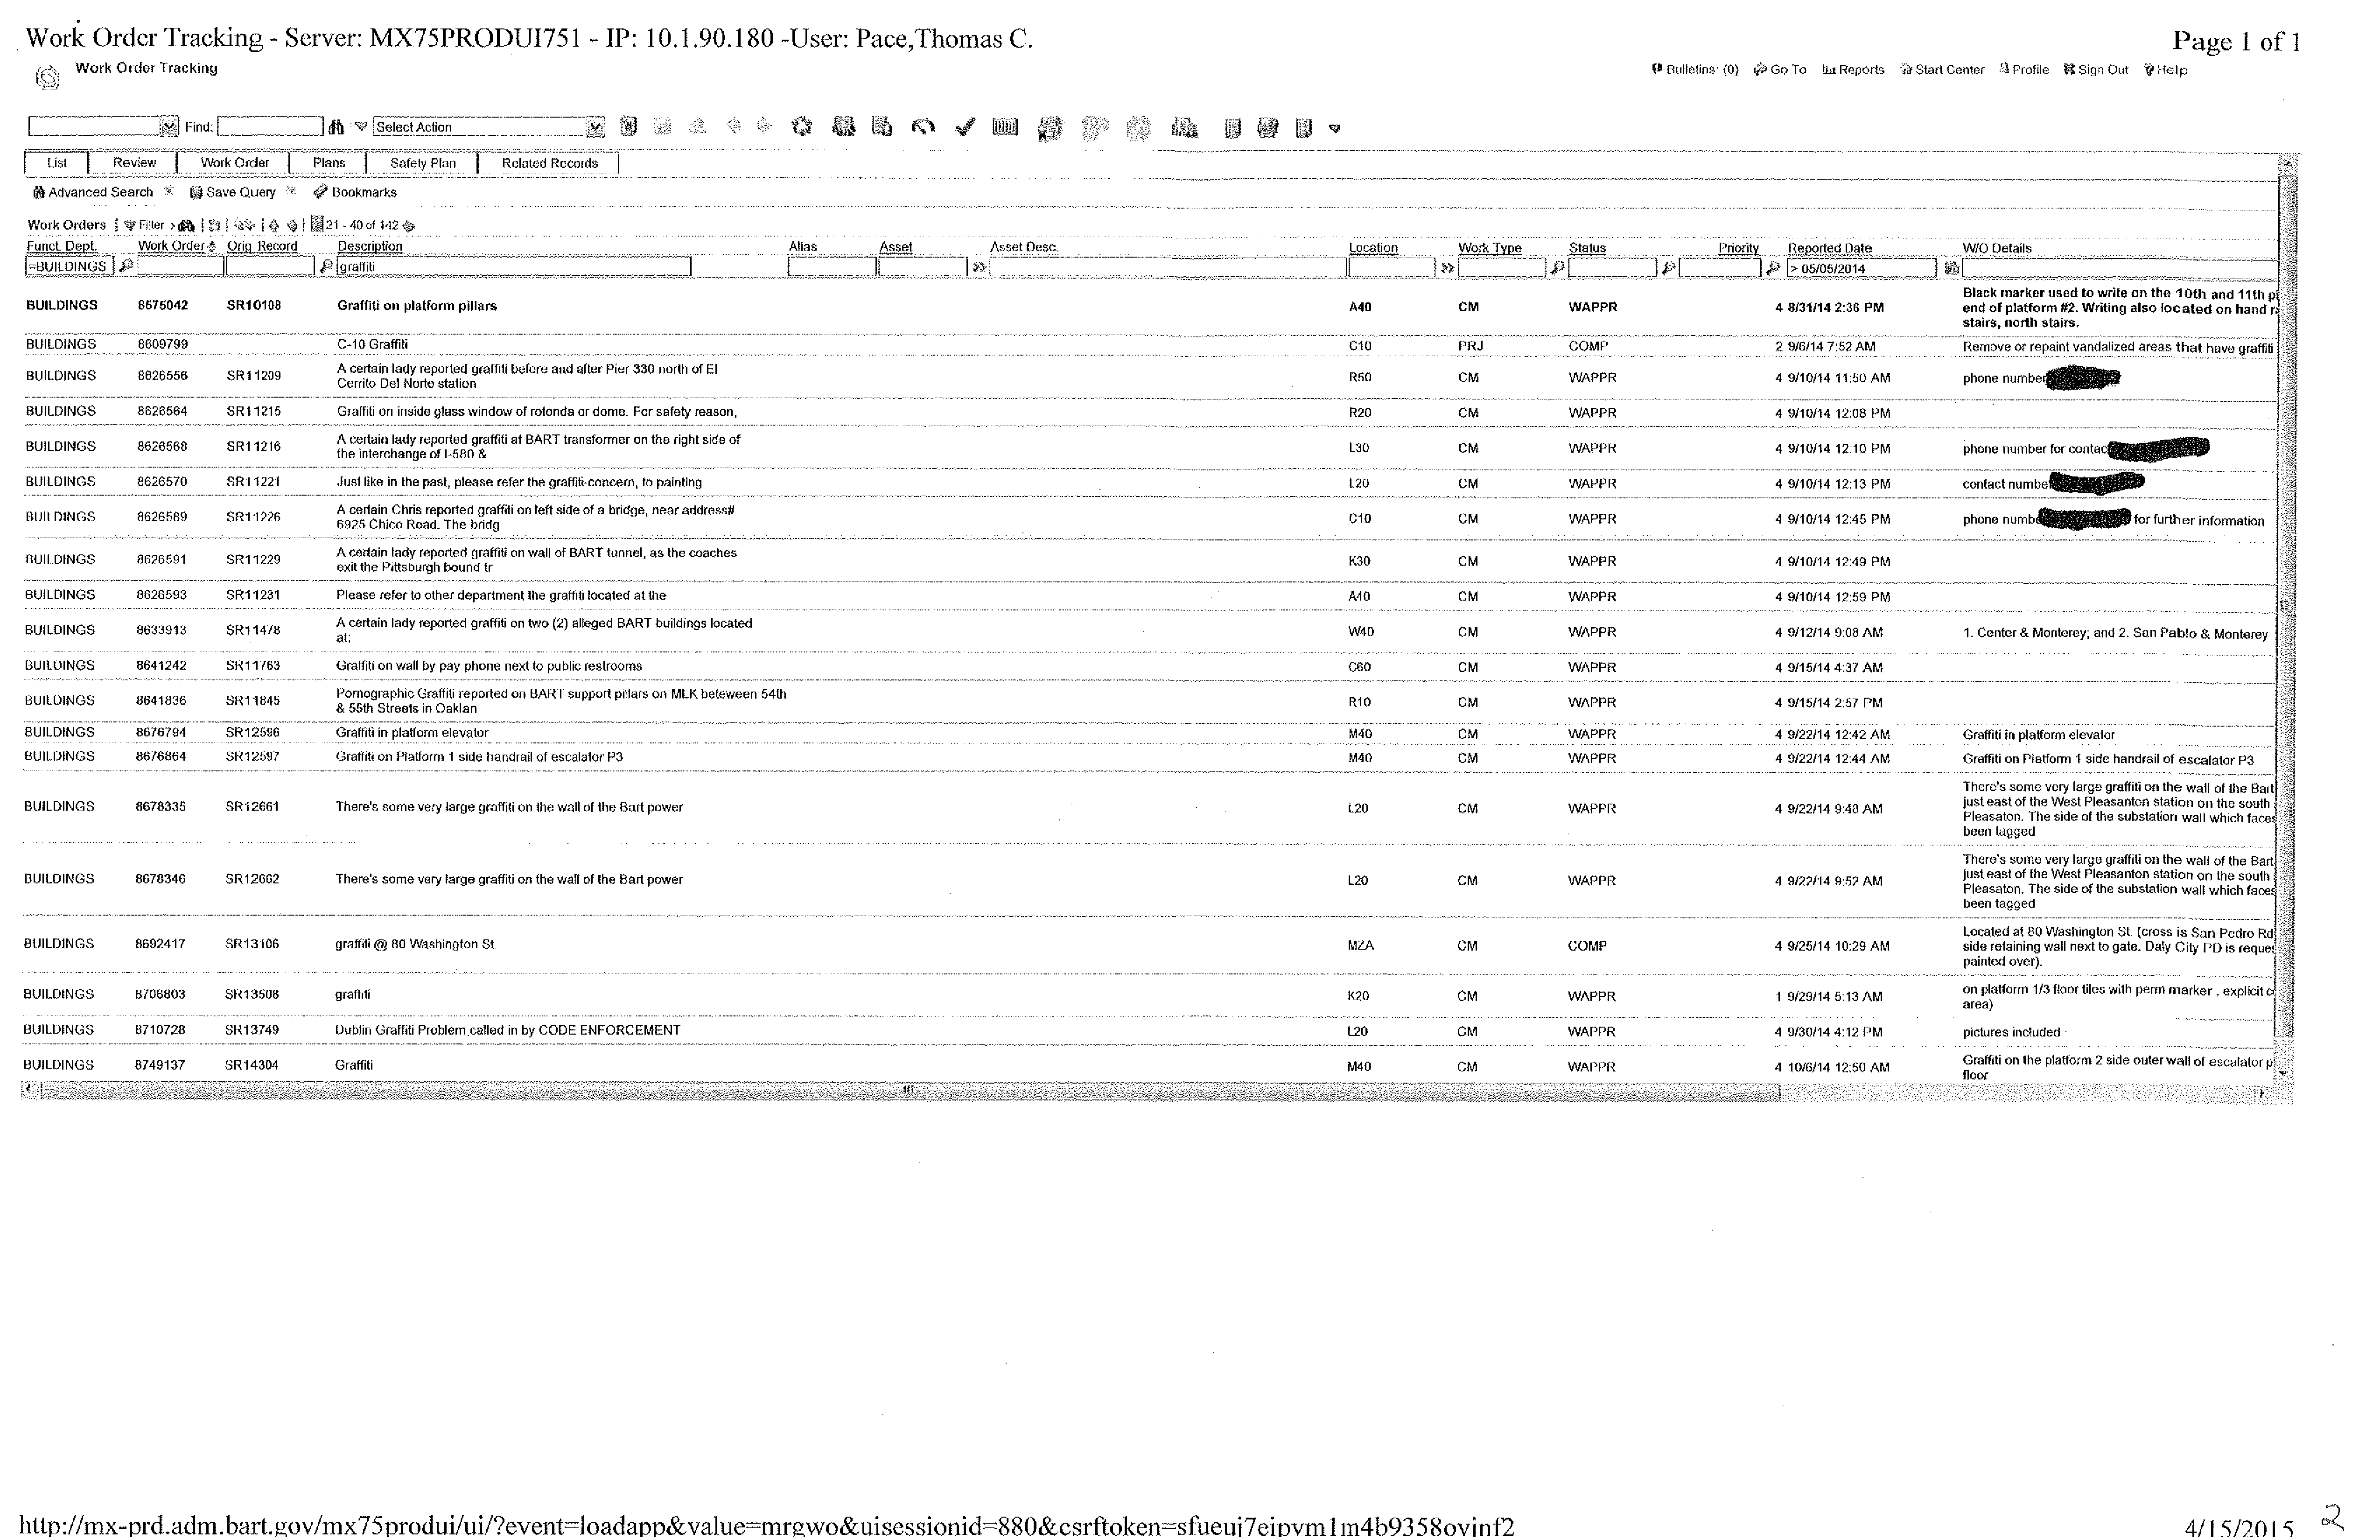 Work Order Tracking - Server: MX75PRODUI751 - IP: 10.1.90.180 -User: Pace,Thomas C. Page 1 of 1
Work Order Tracking Bulletins: (0) Go To Reports Start Center Profile Sign Out Help
Find: Select Action
List Review Work Order Plans Safety Plan Related Records
Advanced Search Save Query Bookmarks
Work Orders Filter > 21 - 40 of 142
Funct. Dept. Work Order Orig. Record Description Alias Asset Asset Desc. Location Work Type Status Priority Reported Date W/O Details
=BUILDINGS graffiti > 05/05/2014
BUILDINGS 8575042 SR10108 Graffiti on platform pillars A40 CM WAPPR 4 8/31/14 2:36 PM Black marker used to write on the 10th and 11th p
end of platform #2. Writing also located on hand r
stairs, north stairs.
BUILDINGS 8609799 C-10 Graffiti C10 PRJ COMP 2 9/6/14 7:52 AM Remove or repaint vandalized areas that have graffiti
BUILDINGS 8626556 SR11209 A certain lady reported graffiti before and after Pier 330 north of El
Cerrito Del Norte station R50 CM WAPPR 4 9/10/14 11:50 AM phone number
BUILDINGS 8626564 SR11215 Graffiti on inside glass window of rotonda or dome. For safety reason, R20 CM WAPPR 4 9/10/14 12:08 PM
BUILDINGS 8626568 SR11216 A certain lady reported graffiti at BART transformer on the right side of
the interchange of I-580 & L30 CM WAPPR 4 9/10/14 12:10 PM phone number for contac
BUILDINGS 8626570 SR11221 Just like in the past, please refer the graffiti-concern, to painting L20 CM WAPPR 4 9/10/14 12:13 PM contact numbe
BUILDINGS 8626589 SR11226 A certain Chris reported graffiti on left side of a bridge, near address#
6925 Chico Road. The bridg C10 CM WAPPR 4 9/10/14 12:45 PM phone numb for further information
BUILDINGS 8626591 SR11229 A certain lady reported graffiti on wall of BART tunnel, as the coaches
exit the Pittsburgh bound tr K30 CM WAPPR 4 9/10/14 12:49 PM
BUILDINGS 8626593 SR11231 Please refer to other department the graffiti located at the A40 CM WAPPR 4 9/10/14 12:59 PM
BUILDINGS 8633913 SR11478 A certain lady reported graffiti on two (2) alleged BART buildings located
at: W40 CM WAPPR 4 9/12/14 9:08 AM 1. Center & Monterey; and 2. San Pablo & Monterey
BUILDINGS 8641242 SR11763 Graffiti on wall by pay phone next to public restrooms C60 CM WAPPR 4 9/15/14 4:37 AM
BUILDINGS 8641836 SR11845 Pornographic Graffiti reported on BART support pillars on MLK beteween 54th
& 55th Streets in Oaklan R10 CM WAPPR 4 9/15/14 2:57 PM
BUILDINGS 8676794 SR12596 Graffiti in platform elevator M40 CM WAPPR 4 9/22/14 12:42 AM Graffiti in platform elevator
BUILDINGS 8676864 SR12597 Graffiti on Platform 1 side handrail of escalator P3 M40 CM WAPPR 4 9/22/14 12:44 AM Graffiti on Platform 1 side handrail of escalator P3
BUILDINGS 8678335 SR12661 There's some very large graffiti on the wall of the Bart power L20 CM WAPPR 4 9/22/14 9:48 AM There's some very large graffiti on the wall of the Bart
just east of the West Pleasanton station on the south
Pleasaton. The side of the substation wall which faces
been tagged
BUILDINGS 8678346 SR12662 There's some very large graffiti on the wall of the Bart power L20 CM WAPPR 4 9/22/14 9:52 AM There's some very large graffiti on the wall of the Bart
just east of the West Pleasanton station on the south
Pleasaton. The side of the substation wall which faces
been tagged
BUILDINGS 8692417 SR13106 graffiti @ 80 Washington St. MZA CM COMP 4 9/25/14 10:29 AM Located at 80 Washington St. (cross is San Pedro Rd
side retaining wall next to gate. Daly City PD is reques
painted over).
BUILDINGS 8706803 SR13508 graffiti K20 CM WAPPR 1 9/29/14 5:13 AM on platform 1/3 floor tiles with perm marker , explicit c
area)
BUILDINGS 8710728 SR13749 Dublin Graffiti Problem,called in by CODE ENFORCEMENT L20 CM WAPPR 4 9/30/14 4:12 PM pictures included
BUILDINGS 8749137 SR14304 Graffiti M40 CM WAPPR 4 10/6/14 12:50 AM Graffiti on the platform 2 side outer wall of escalator p
floor
http://mx-prd.adm.bart.gov/mx75produi/ui/?event=loadapp&value=mrgwo&uisessionid=880&csrftoken=sfueui7eipvm1m4b9358ovinf2 4/15/2015 2